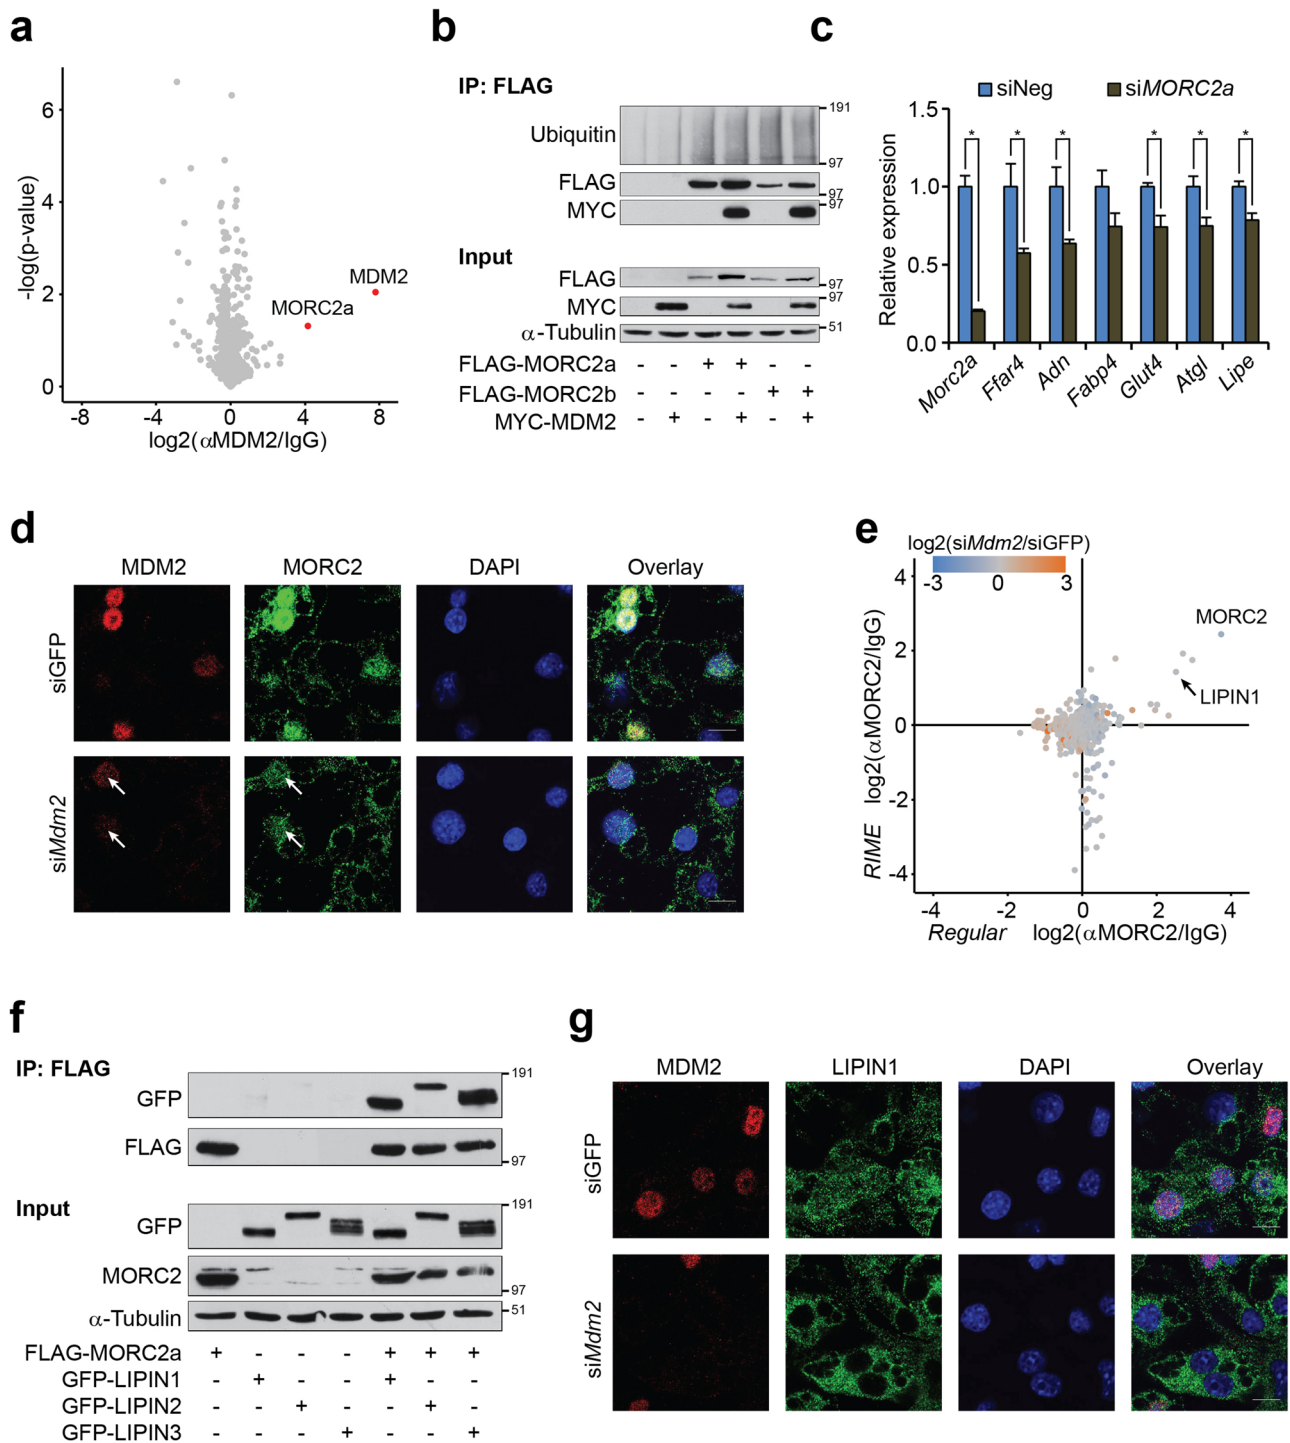 a
-log(p-value)
6
4
2
0
MDM2
MORC2a
-8 -4 0 4 8
log2(αMDM2/IgG)
b
IP: FLAG
Ubiquitin
191
97
FLAG
97
MYC
97
Input
FLAG
97
MYC
97
α-Tubulin
51
FLAG-MORC2a - - + + - -
FLAG-MORC2b - - - - + +
MYC-MDM2 - + - + - +
c
siNeg siMORC2a
Relative expression
1.5
1.0
0.5
0.0
* * * * * *
Morc2a Ffar4 Adn Fabp4 Glut4 Atgl Lipe
d
MDM2 MORC2 DAPI Overlay
siGFP
siMdm2
e
log2(siMdm2/siGFP)
-3 0 3
RIME log2(αMORC2/IgG)
4
2
0
-2
-4
MORC2
LIPIN1
-4 -2 0 2 4
Regular log2(αMORC2/IgG)
f
IP: FLAG
GFP
191
FLAG
97
Input
GFP
191
MORC2
97
α-Tubulin
51
FLAG-MORC2a + - - - + + +
GFP-LIPIN1 - + - - + - -
GFP-LIPIN2 - - + - - + -
GFP-LIPIN3 - - - + - - +
g
MDM2 LIPIN1 DAPI Overlay
siGFP
siMdm2